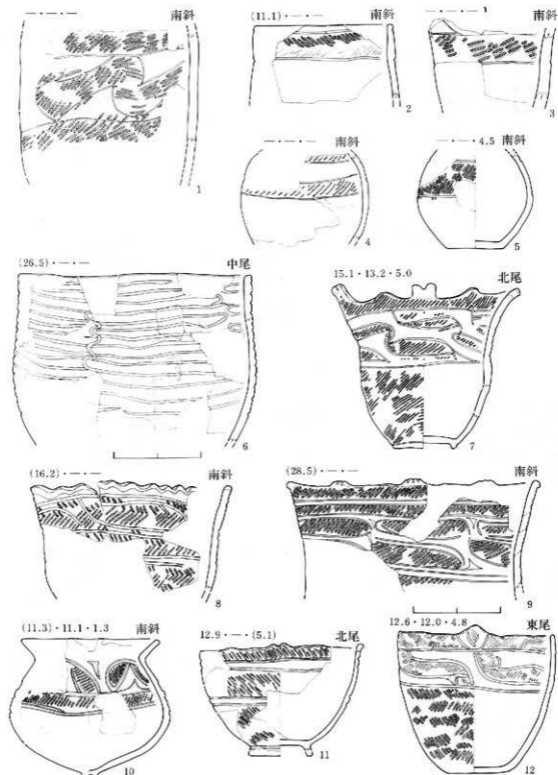 ―・―・― 南斜
1
(11.1)・―・― 南斜
2
―・―・― 南斜
3
―・―・― 南斜
4
―・―・4.5 南斜
5
(26.5)・―・― 中尾
6
15.1・13.2・5.0 北尾
7
(16.2)・―・― 南斜
8
(28.5)・―・― 南斜
9
(11.3)・11.1・1.3 南斜
10
12.9・―・(5.1) 北尾
11
12.6・12.0・4.8 東尾
12